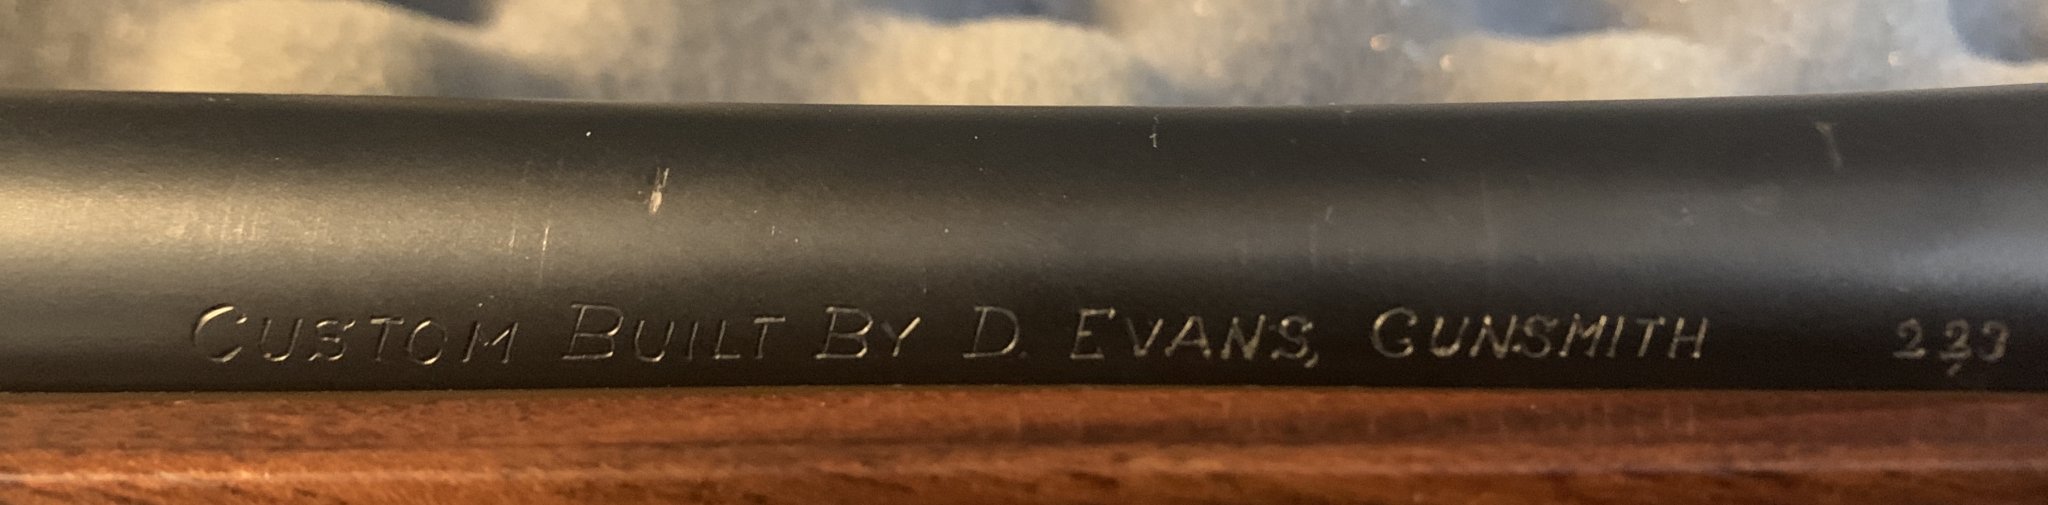 CUSTOM BUILT BY D. EVANS, GUNSMITH 223